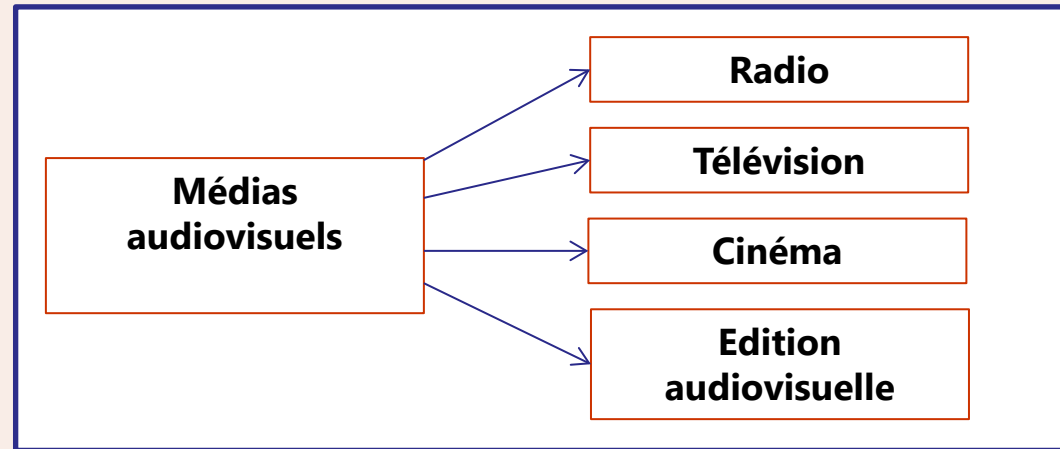 Médias
audiovisuels
Radio
Télévision
Cinéma
Edition
audiovisuelle